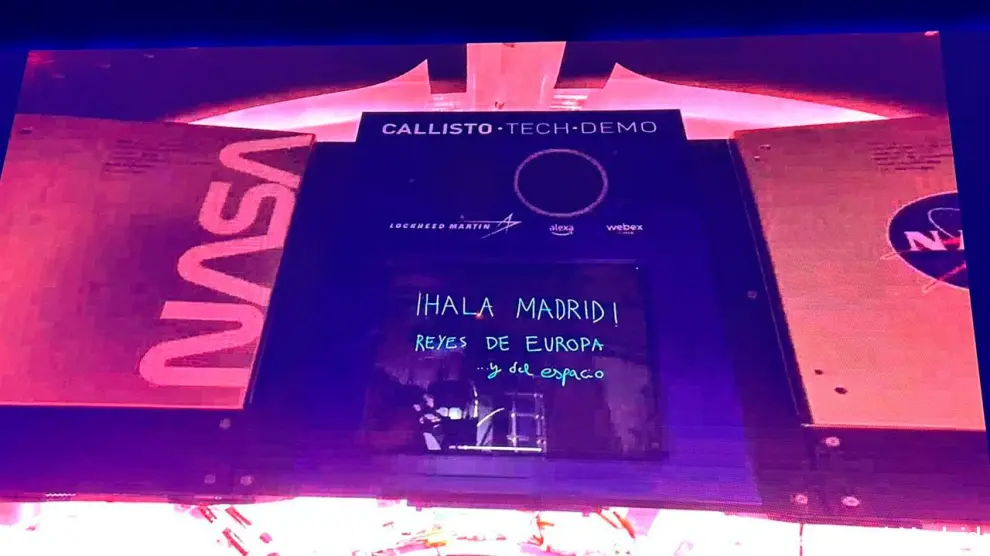 CALLISTO · TECH · DEMO
NASA
LOCKHEED MARTIN
alexa
webex
¡HALA MADRID!
REYES DE EUROPA
...y del espacio